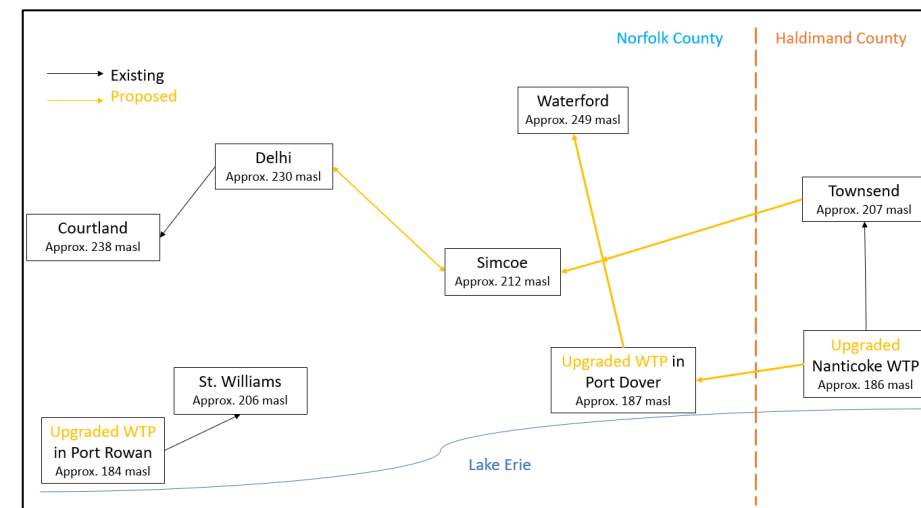 Norfolk County
Haldimand County
Existing
Proposed
Waterford
Approx. 249 masl
Delhi
Approx. 230 masl
Townsend
Approx. 207 masl
Courtland
Approx. 238 masl
Simcoe
Approx. 212 masl
Upgraded WTP in
Port Dover
Approx. 187 masl
Upgraded
Nanticoke WTP
Approx. 186 masl
St. Williams
Approx. 206 masl
Upgraded WTP
in Port Rowan
Approx. 184 masl
Lake Erie